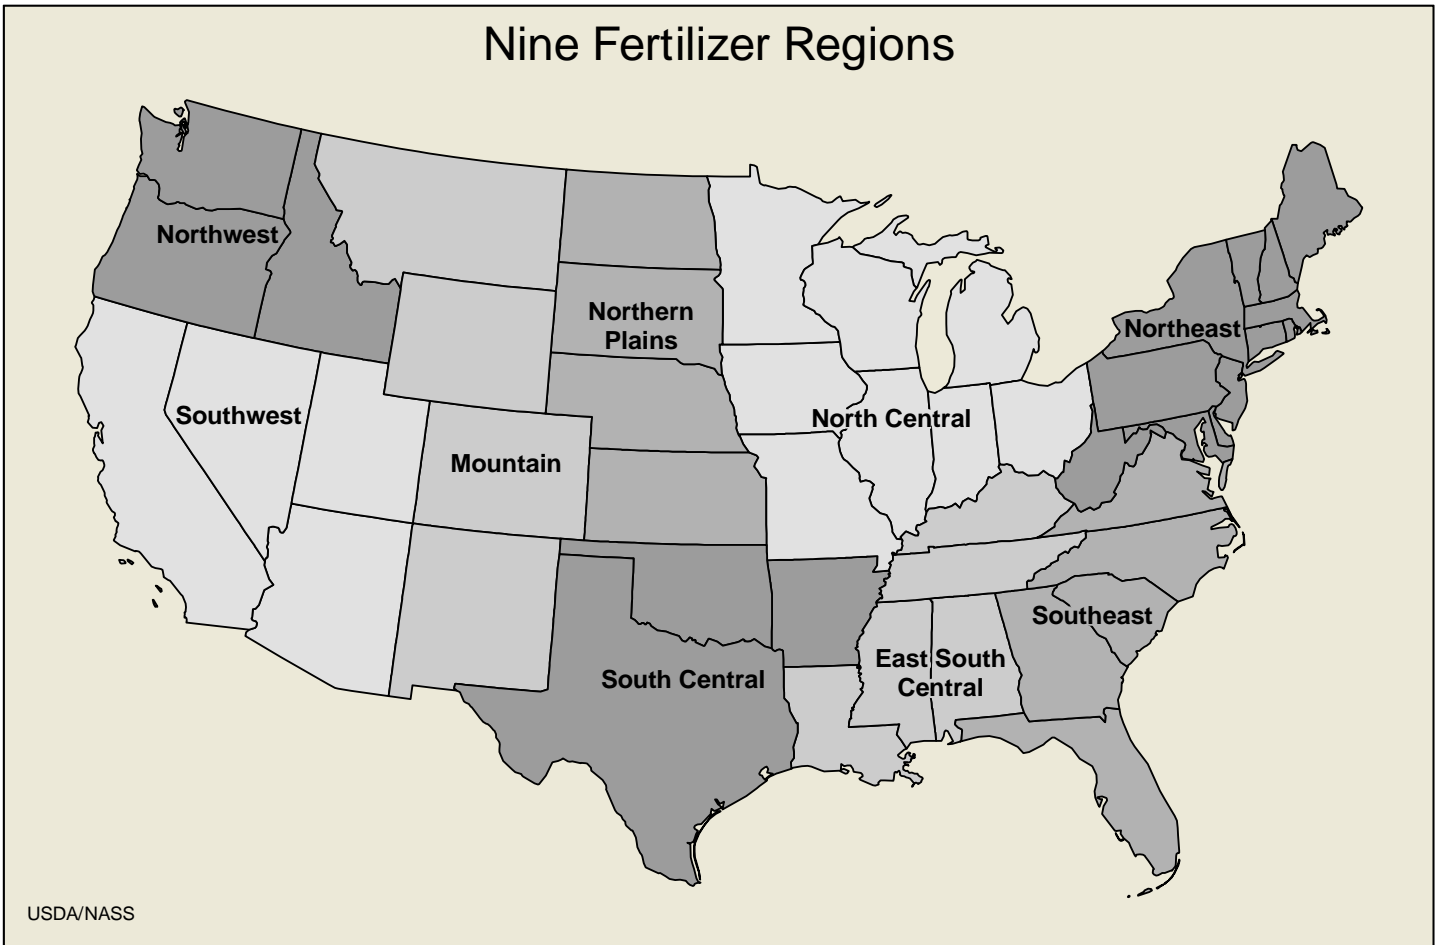 Nine Fertilizer Regions
Northwest
Northern
Plains
Northeast
Southwest
North Central
Mountain
Southeast
East South
Central
South Central
USDA/NASS